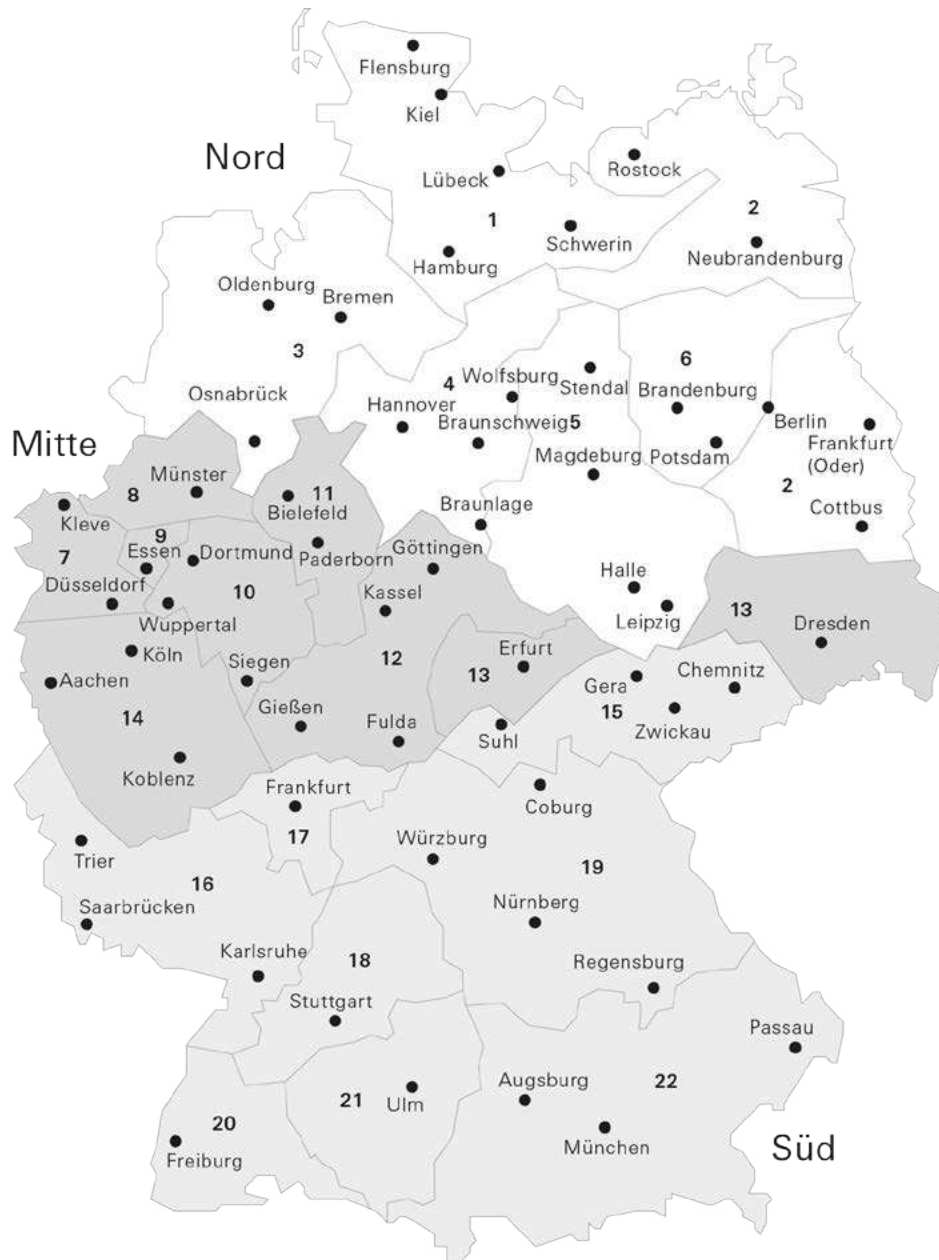 Flensburg
Kiel
Nord
Rostock
Lübeck
1
2
Schwerin
Hamburg
Neubrandenburg
Oldenburg
Bremen
3
6
4
Wolfsburg
Stendal
Osnabrück
Hannover
Brandenburg
Braunschweig
5
Berlin
Mitte
Frankfurt
(Oder)
Magdeburg
Potsdam
Münster
11
8
2
Bielefeld
Braunlage
Cottbus
Kleve
9
7
Essen
Dortmund
Paderborn
Göttingen
Düsseldorf
10
Kassel
Halle
Leipzig
13
Dresden
Wuppertal
Köln
12
Erfurt
Siegen
Aachen
13
Gera
Chemnitz
14
Gießen
Fulda
Suhl
15
Zwickau
Koblenz
Frankfurt
Coburg
17
Würzburg
Trier
19
16
Saarbrücken
Nürnberg
Karlsruhe
18
Regensburg
Stuttgart
Passau
Augsburg
22
21
Ulm
20
München
Süd
Freiburg